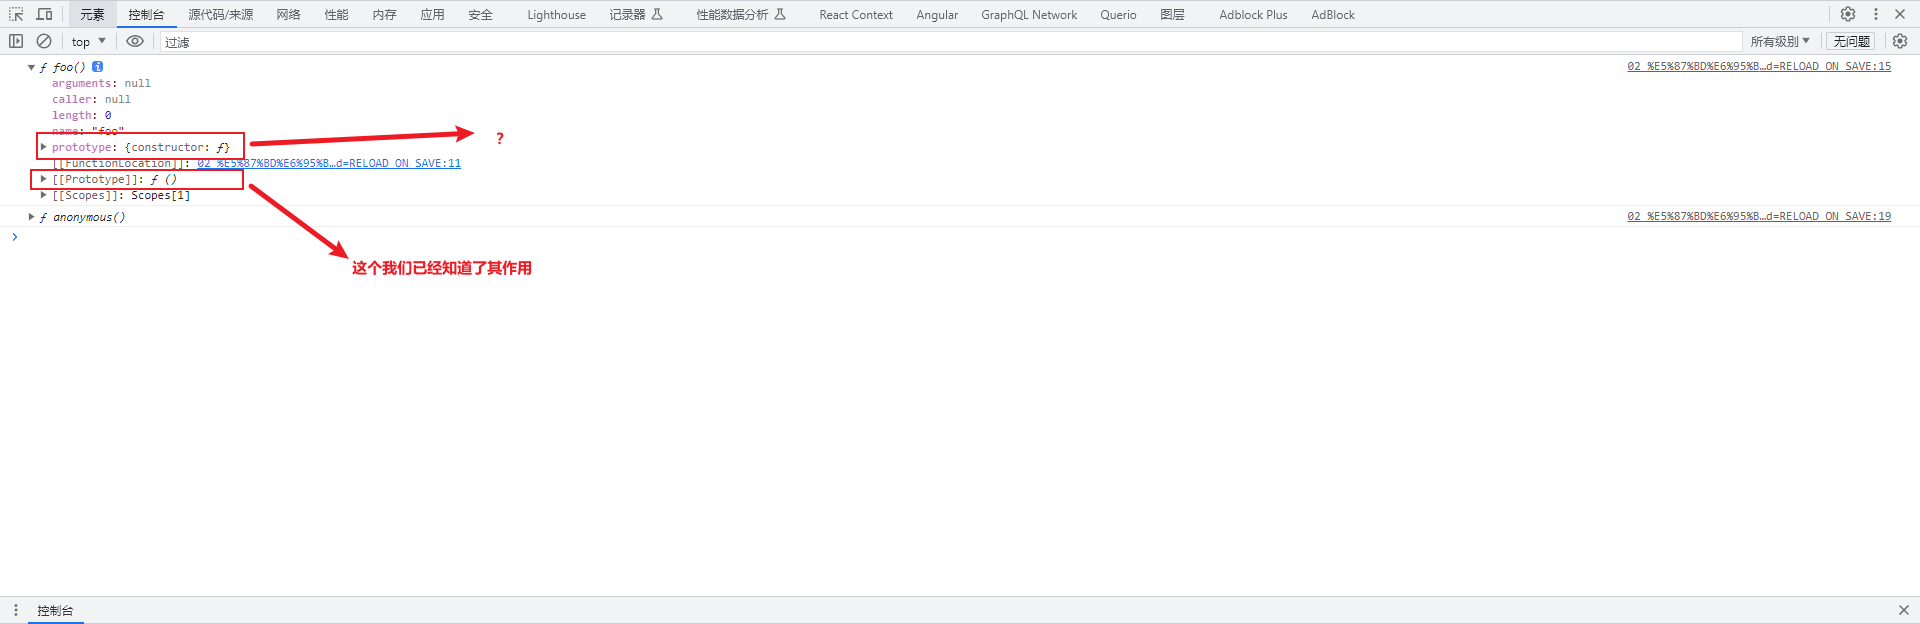 元素 控制台 源代码/来源 网络 性能 内存 应用 安全 Lighthouse 记录器 性能数据分析 React Context Angular GraphQL Network Querio 图层 Adblock Plus AdBlock
top 过滤 所有级别 无问题
ƒ foo() i 02 %E5%87%BD%E6%95%B…d=RELOAD ON SAVE:15
arguments: null
caller: null
length: 0
name: "foo"
prototype: {constructor: ƒ} ?
[[FunctionLocation]]: 02 %E5%87%BD%E6%95%B…d=RELOAD ON SAVE:11
[[Prototype]]: ƒ ()
[[Scopes]]: Scopes[1]
ƒ anonymous() 02 %E5%87%BD%E6%95%B…d=RELOAD ON SAVE:19
>
这个我们已经知道了其作用
控制台